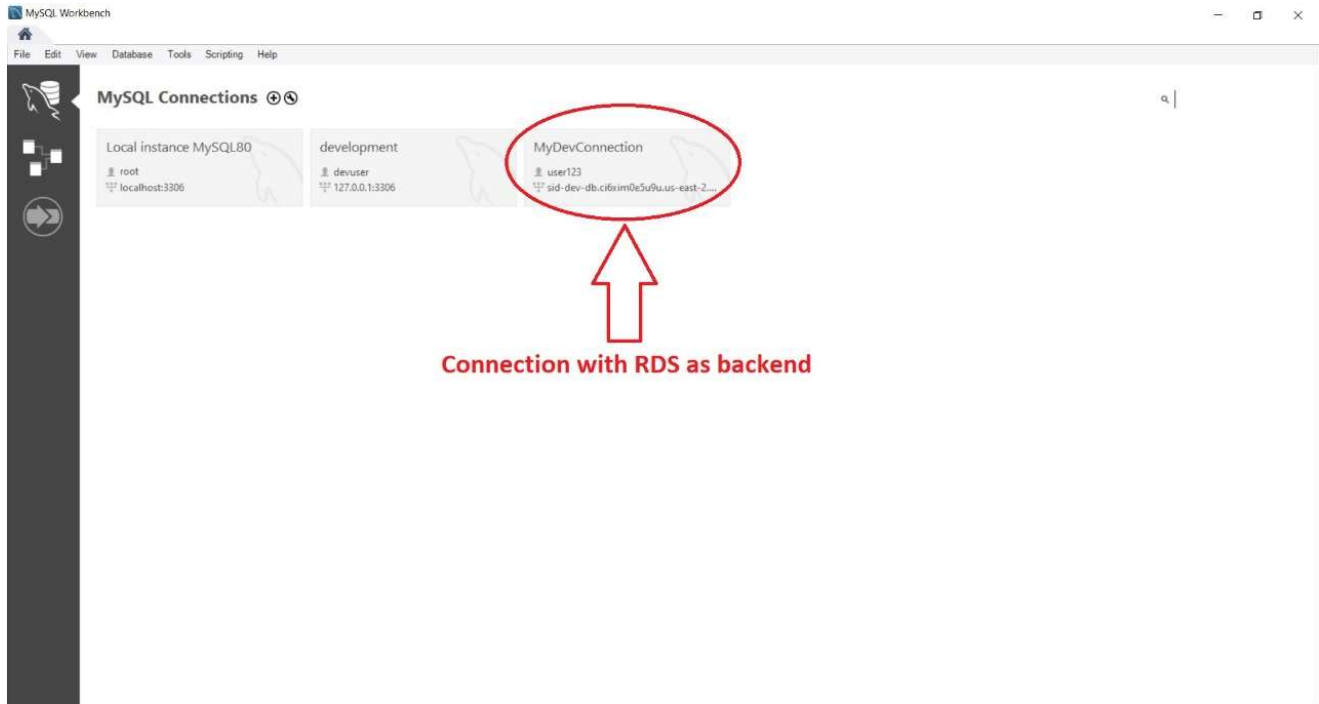 MySQL Workbench
File Edit View Database Tools Scripting Help
MySQL Connections
Local instance MySQL80
root
localhost:3306
development
devuser
127.0.0.1:3306
MyDevConnection
user123
sid-dev-db.ci6xim0e5u9u.us-east-2....
Connection with RDS as backend